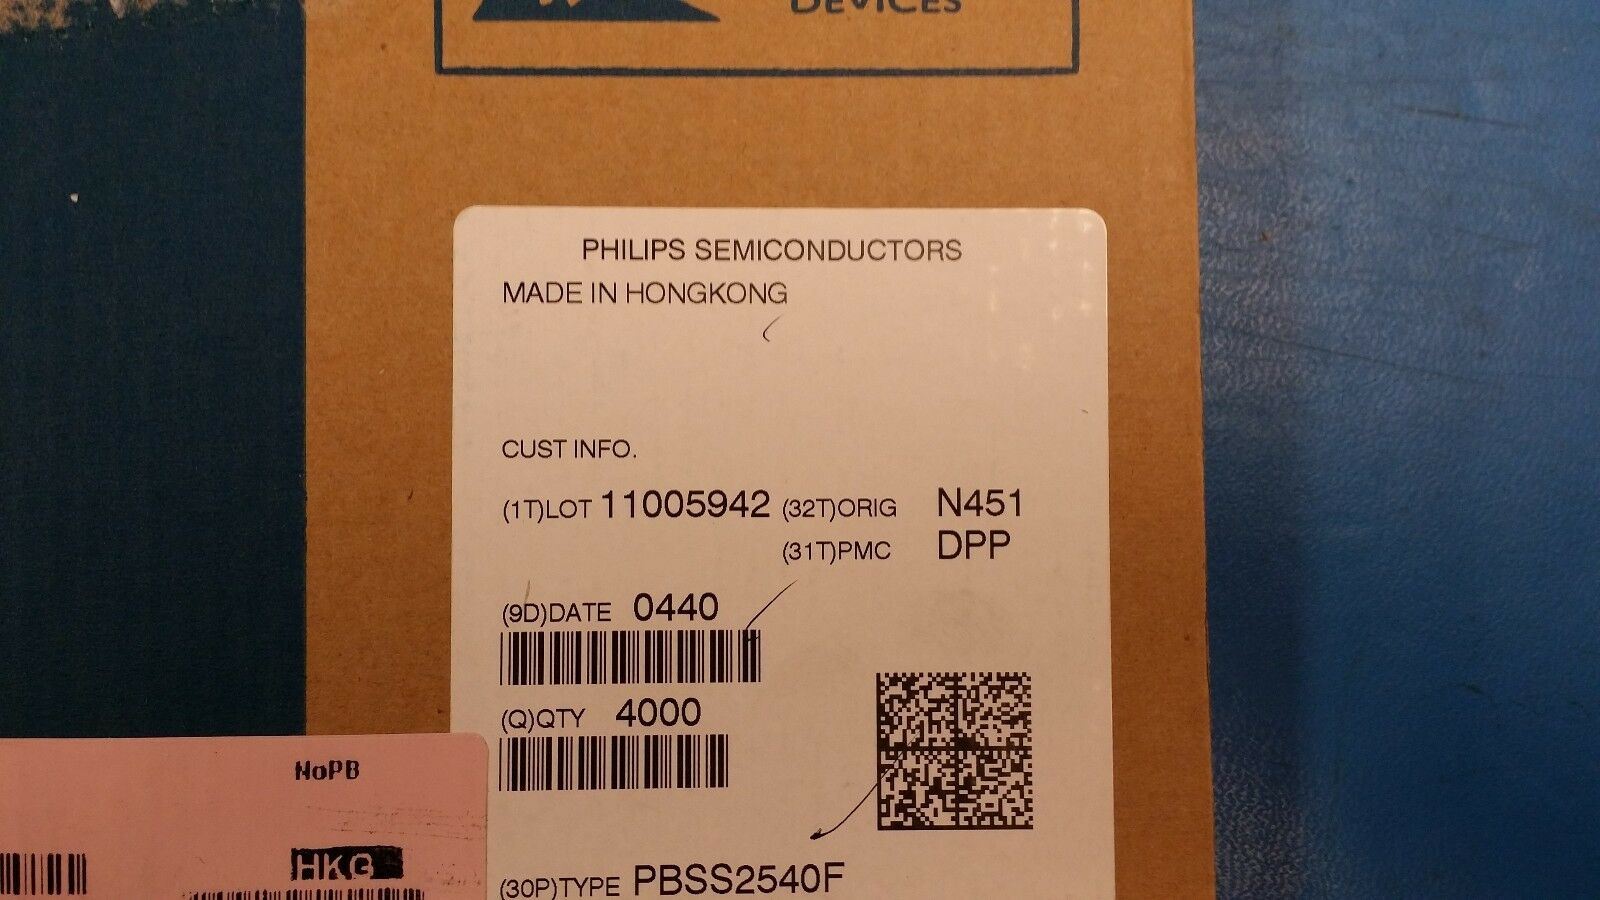 DEVICES
PHILIPS SEMICONDUCTORS
MADE IN HONGKONG
CUST INFO.
(1T)LOT 11005942 (32T)ORIG N451
(31T)PMC DPP
(9D)DATE 0440
(Q)QTY 4000
(30P)TYPE PBSS2540F
NoPB
HKG